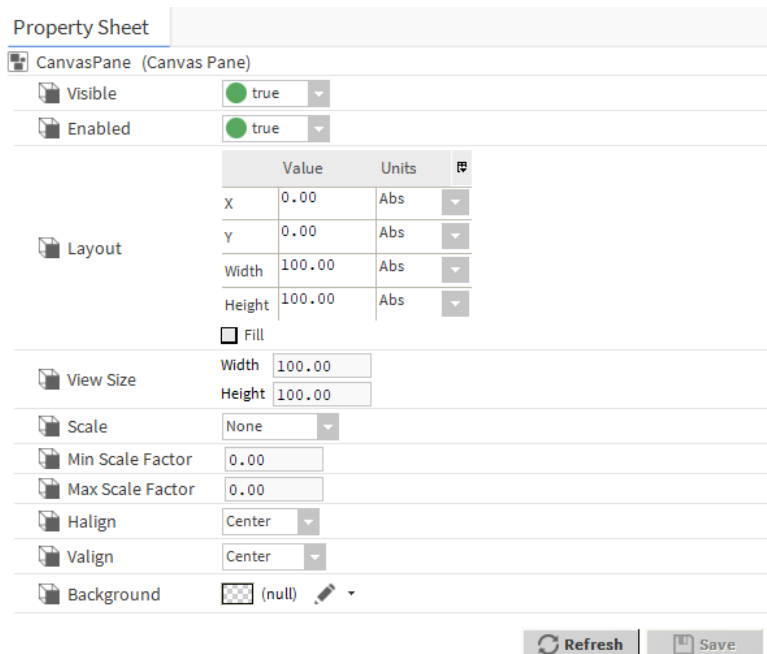 Property Sheet
CanvasPane (Canvas Pane)
Visible true
Enabled true
Value Units
X 0.00 Abs
Y 0.00 Abs
Layout
Width 100.00 Abs
Height 100.00 Abs
Fill
Width 100.00
View Size
Height 100.00
Scale None
Min Scale Factor 0.00
Max Scale Factor 0.00
Halign Center
Valign Center
Background (null)
Refresh Save